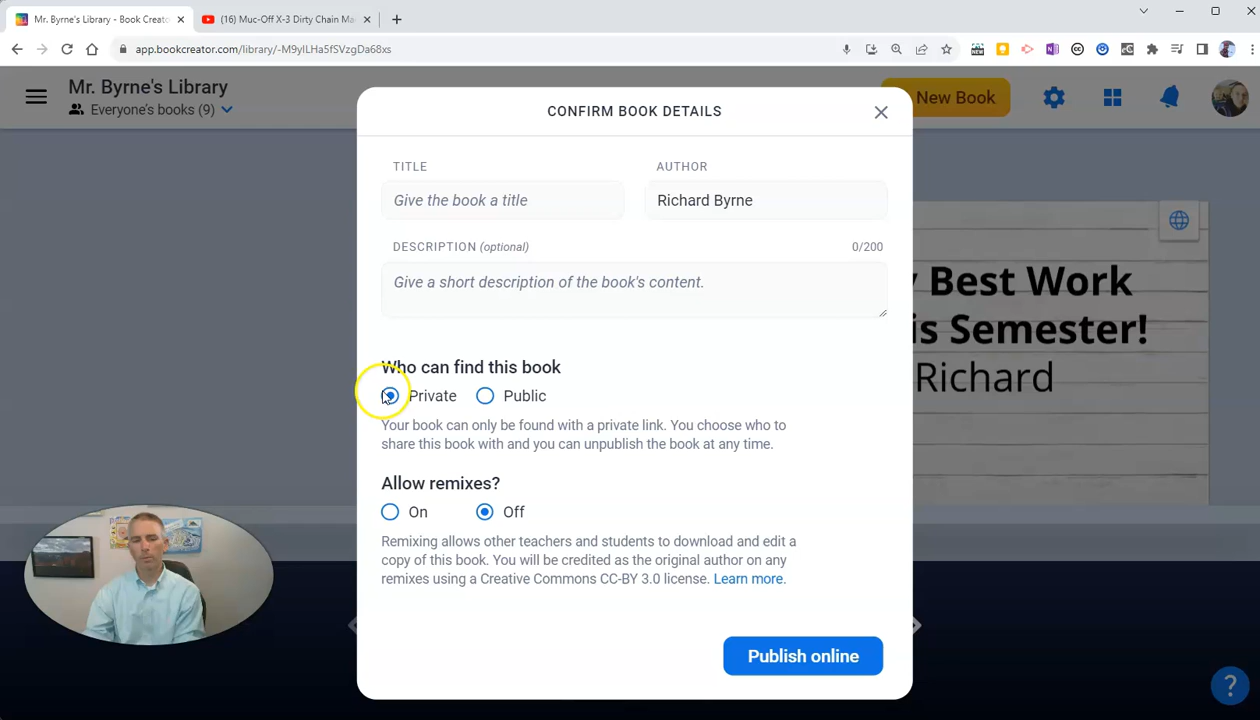 Mr. Byrne's Library - Book Creato
(16) Muc-Off X-3 Dirty Chain Ma
app.bookcreator.com/library/-M9ylLHa5fSVzgDa68xs
Mr. Byrne's Library
Everyone's books (9)
New Book
CONFIRM BOOK DETAILS
TITLE
AUTHOR
Give the book a title
Richard Byrne
DESCRIPTION (optional)
0/200
Give a short description of the book's content.
Who can find this book
Private
Public
Your book can only be found with a private link. You choose who to
share this book with and you can unpublish the book at any time.
Allow remixes?
On
Off
Remixing allows other teachers and students to download and edit a
copy of this book. You will be credited as the original author on any
remixes using a Creative Commons CC-BY 3.0 license. Learn more.
Publish online
y Best Work
is Semester!
Richard
?